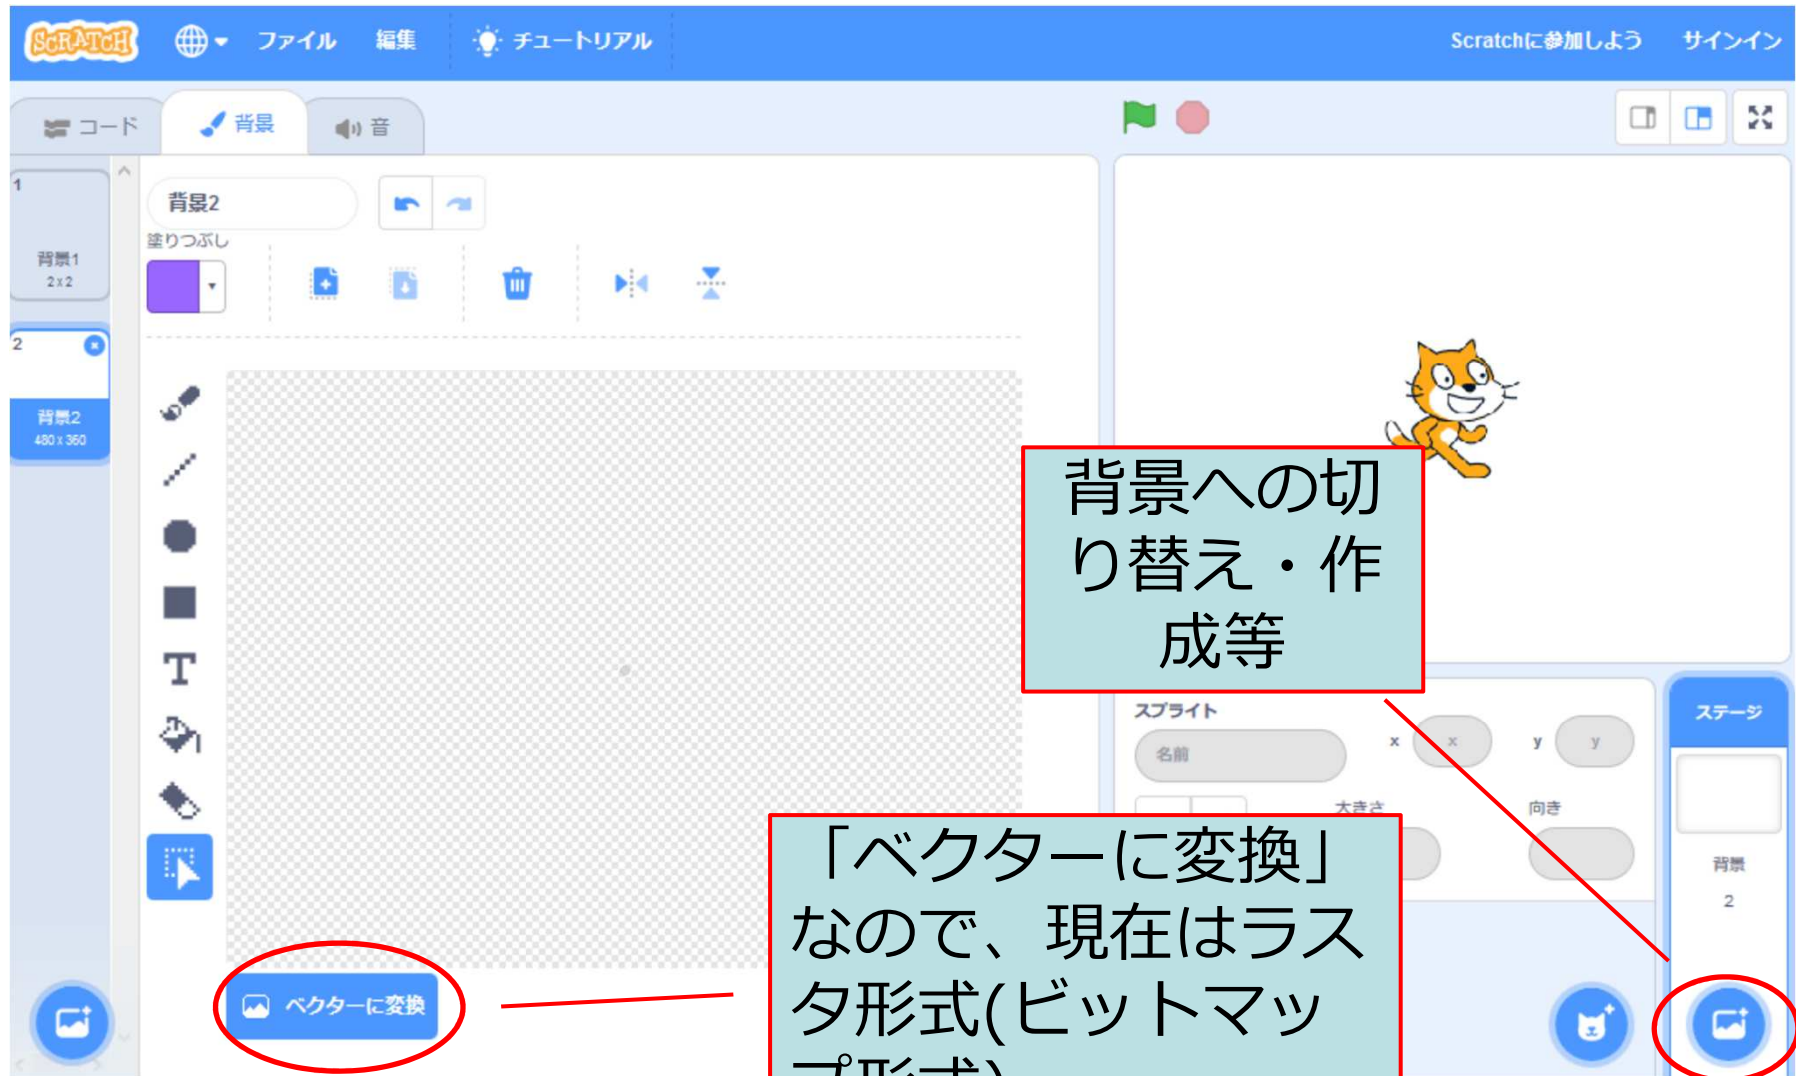 SCRATCH ファイル 編集 チュートリアル Scratchに参加しよう サインイン
コード 背景 音
1
背景1
2 x 2
2
背景2
480 x 360
背景2
塗りつぶし
T
ベクターに変換
背景への切
り替え・作
成等
「ベクターに変換」
なので、現在はラス
タ形式(ビットマッ
プ形式)
スプライト
名前
x x y y
大きさ 向き
ステージ
背景
2